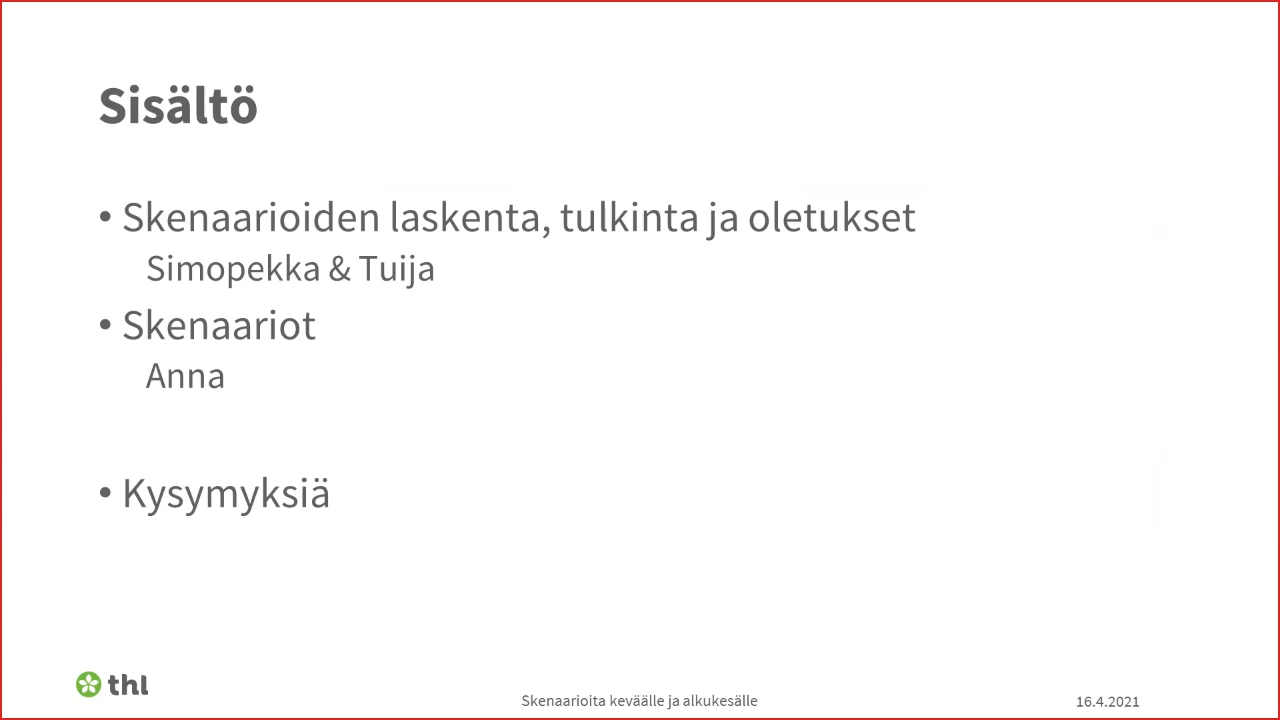 Sisältö
• Skenaarioiden laskenta, tulkinta ja oletukset
Simopekka & Tuija
• Skenaariot
Anna
• Kysymyksiä
thl
Skenaarioita keväälle ja alkukesälle
16.4.2021